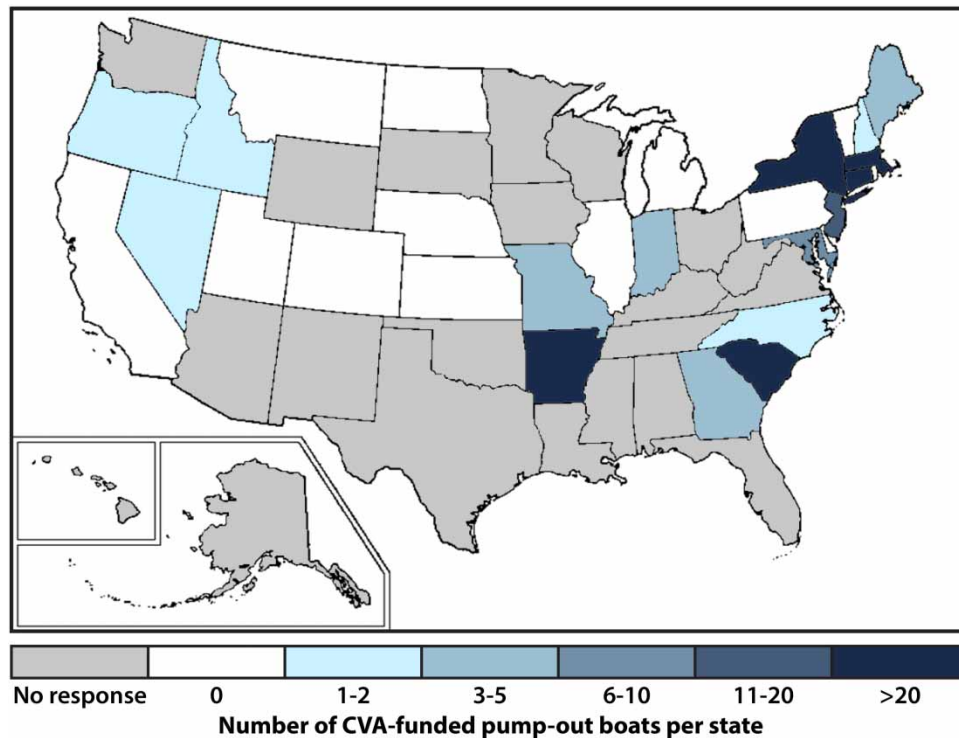 No response 0 1-2 3-5 6-10 11-20 >20
Number of CVA-funded pump-out boats per state